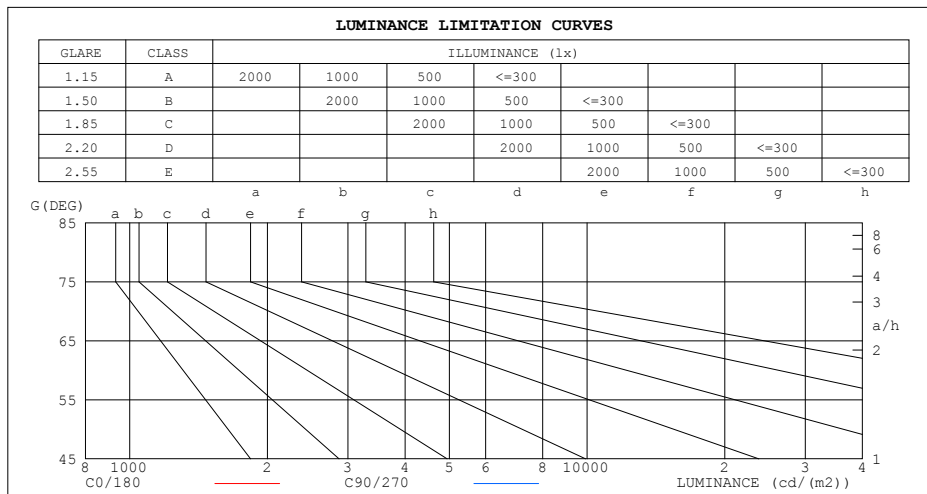 LUMINANCE LIMITATION CURVES
GLARE CLASS ILLUMINANCE (lx)
1.15 A 2000 1000 500 <=300
1.50 B 2000 1000 500 <=300
1.85 C 2000 1000 500 <=300
2.20 D 2000 1000 500 <=300
2.55 E 2000 1000 500 <=300
a b c d e f g h
G(DEG) a b c d e f g h
85
8
6
75
4
3
a/h
65
2
55
45
1
8 1000 2 3 4 5 6 8 10000 2 3 4
C0/180 C90/270 LUMINANCE (cd/(m2))